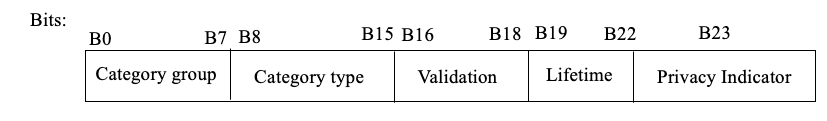 Bits:
B0 B7 B8 B15 B16 B18 B19 B22 B23
Category group Category type Validation Lifetime Privacy Indicator